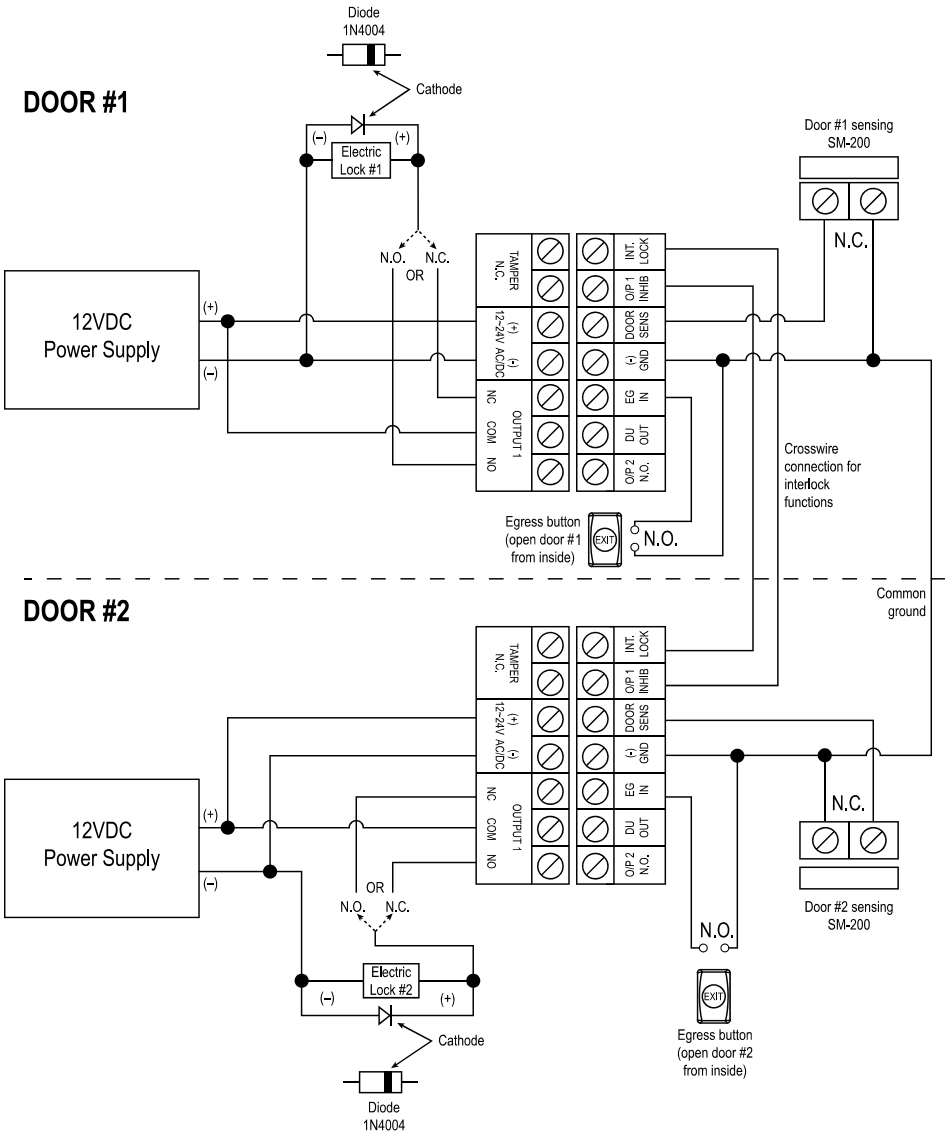 Diode
1N4004
Cathode
DOOR #1
(–)
(+)
Electric
Lock #1
Door #1 sensing
SM-200
N.C.
N.O.
N.C.
OR
12VDC
Power Supply
(+)
(–)
TAMPER
N.C.
12~24V AC/DC
(+)
(-)
NC
COM
NO
OUTPUT 1
INT.
LOCK
O/P 1
INHIB
DOOR
SENS
(-)
GND
EG
IN
DU
OUT
O/P 2
N.O.
Crosswire
connection for
interlock
functions
Egress button
(open door #1
from inside)
EXIT
N.O.
DOOR #2
Common
ground
TAMPER
N.C.
12~24V AC/DC
(+)
(-)
NC
COM
NO
OUTPUT 1
INT.
LOCK
O/P 1
INHIB
DOOR
SENS
(-)
GND
EG
IN
DU
OUT
O/P 2
N.O.
12VDC
Power Supply
(+)
(–)
OR
N.O.
N.C.
N.C.
Door #2 sensing
SM-200
N.O.
EXIT
Egress button
(open door #2
from inside)
Electric
Lock #2
(–)
(+)
Cathode
Diode
1N4004